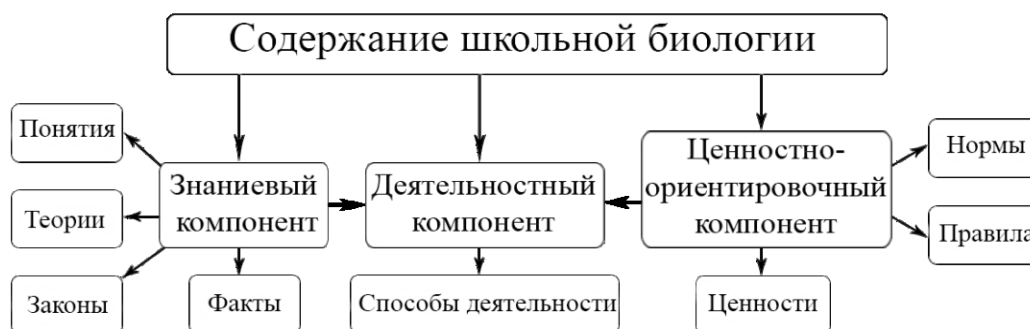 Содержание школьной биологии
Понятия
Теории
Законы
Знаниевый
компонент
Факты
Деятельностный
компонент
Способы деятельности
Ценностно-
ориентировочный
компонент
Ценности
Нормы
Правила